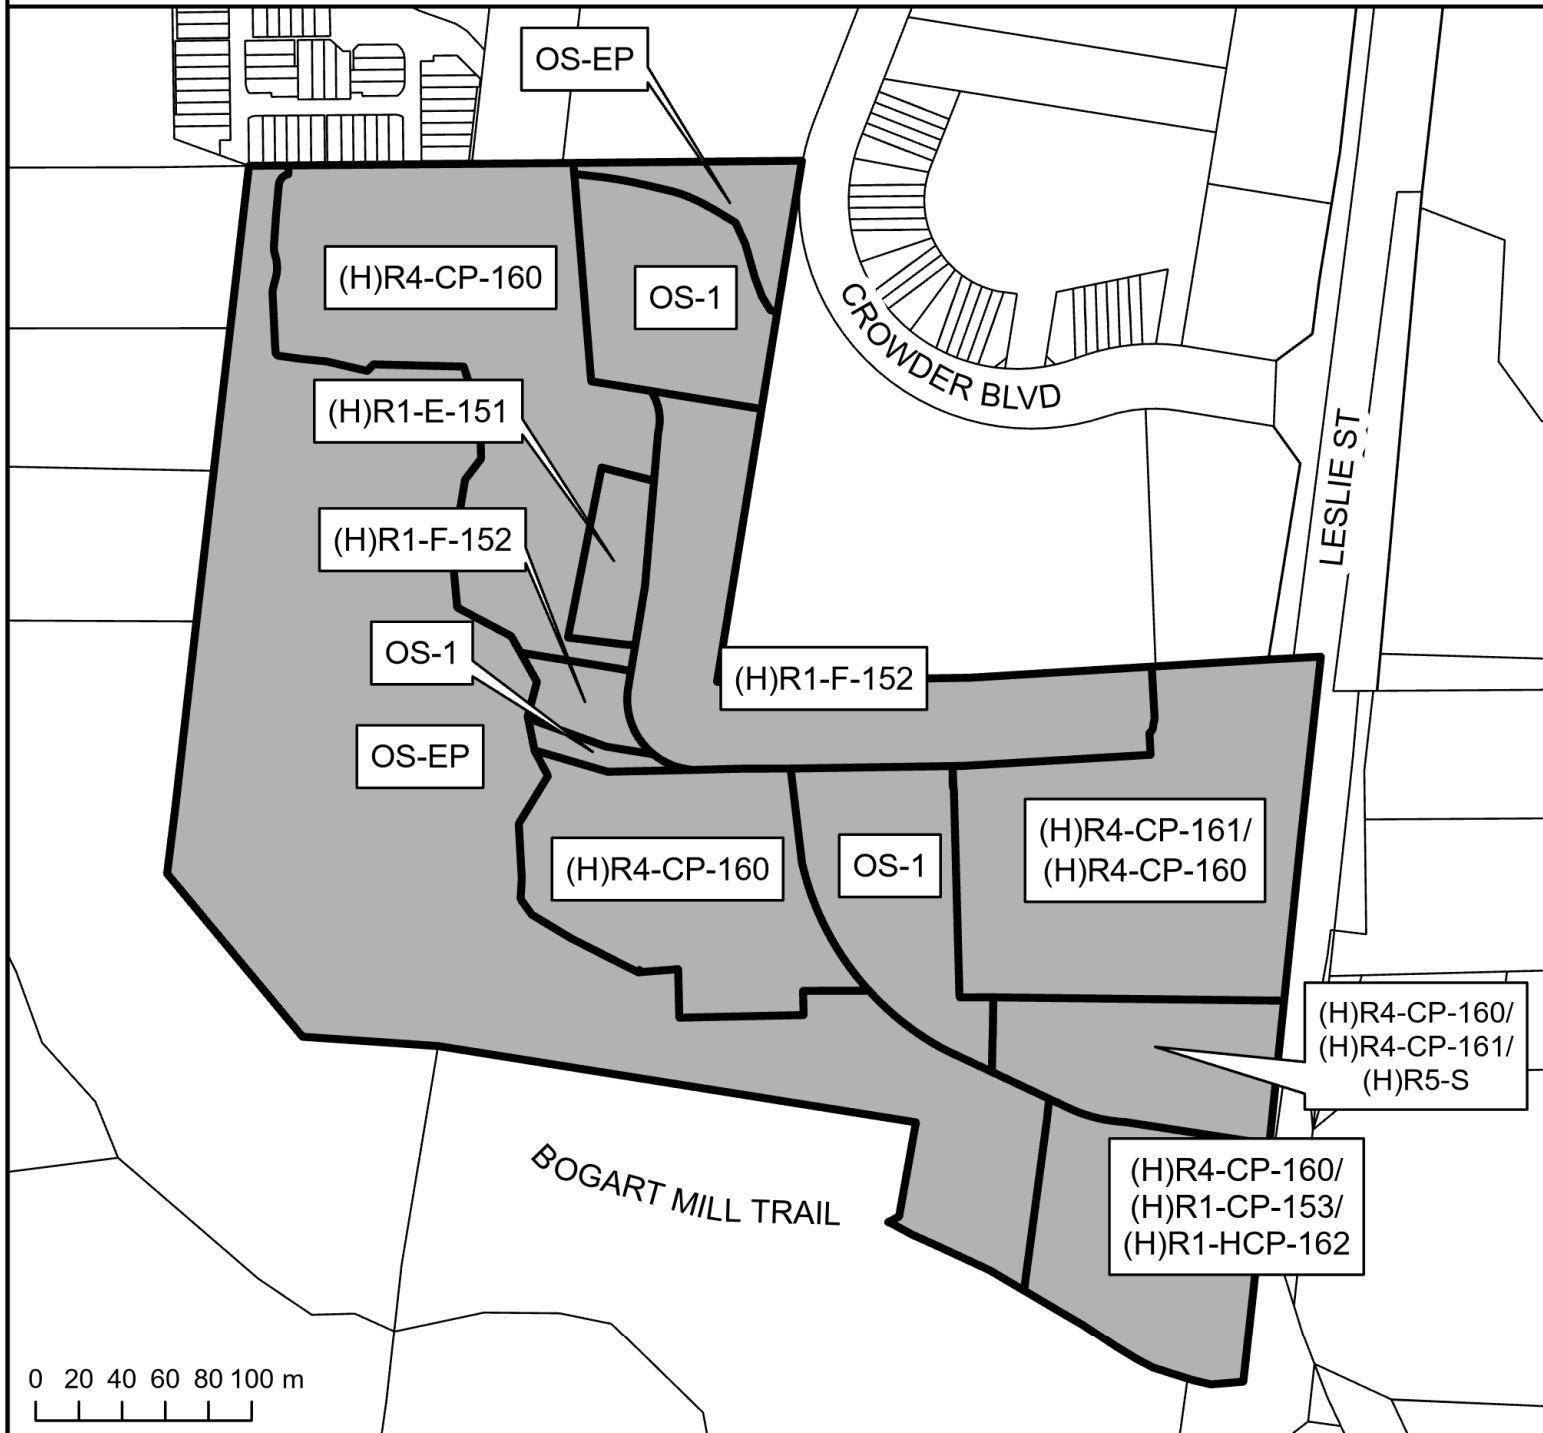 OS-EP
(H)R4-CP-160
OS-1
CROWDER BLVD
(H)R1-E-151
LESLIE ST
(H)R1-F-152
OS-1
(H)R1-F-152
OS-EP
(H)R4-CP-160
OS-1
(H)R4-CP-161/
(H)R4-CP-160
(H)R4-CP-160/
(H)R4-CP-161/
(H)R5-S
BOGART MILL TRAIL
(H)R4-CP-160/
(H)R1-CP-153/
(H)R1-HCP-162
0 20 40 60 80 100 m